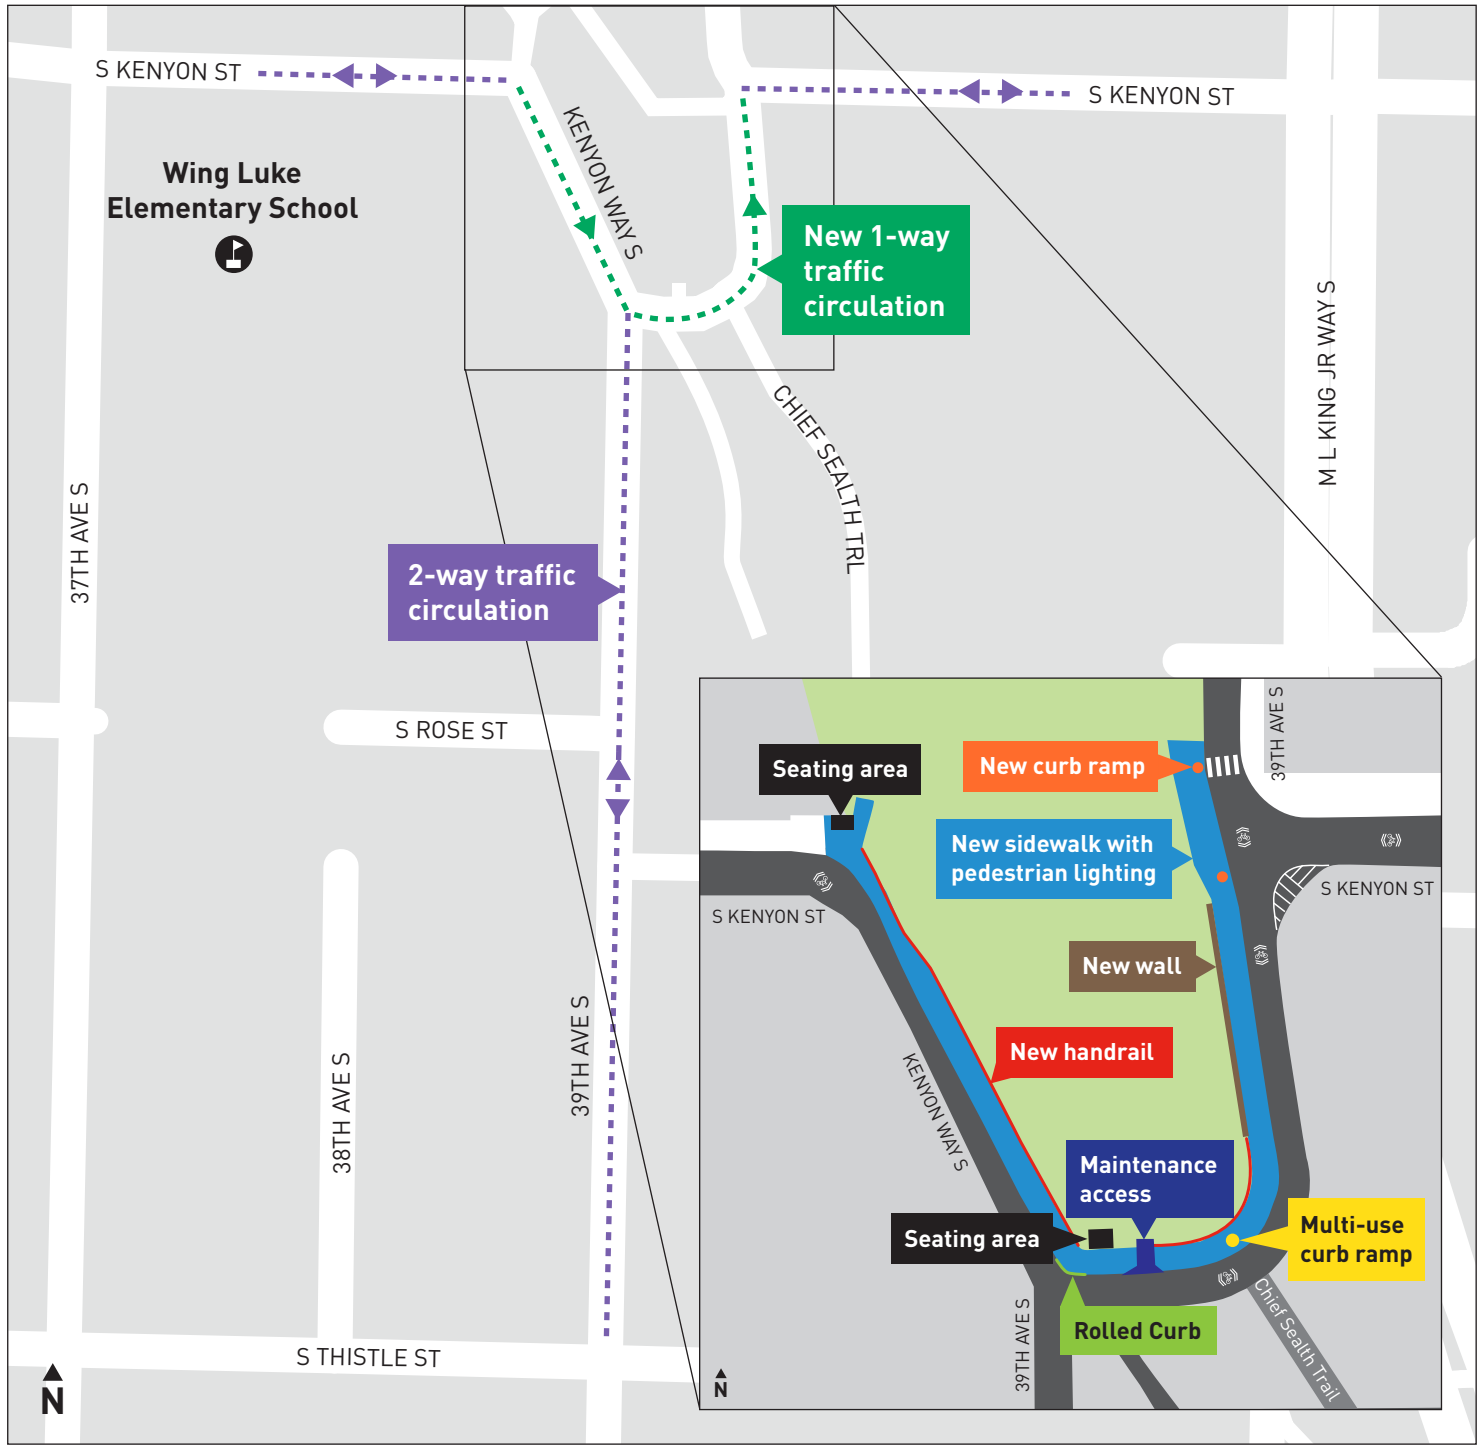 S KENYON ST
S KENYON ST
KENYON WAY S
Wing Luke
Elementary School
New 1-way
traffic
circulation
M L KING JR WAY S
CHIEF SEALTH TRL
37TH AVE S
2-way traffic
circulation
S ROSE ST
39TH AVE S
38TH AVE S
S THISTLE ST
N
39TH AVE S
Seating area
New curb ramp
New sidewalk with
pedestrian lighting
S KENYON ST
S KENYON ST
New wall
New handrail
KENYON WAY S
Maintenance
access
Seating area
Multi-use
curb ramp
Rolled Curb
39TH AVE S
Chief Sealth Trail
N